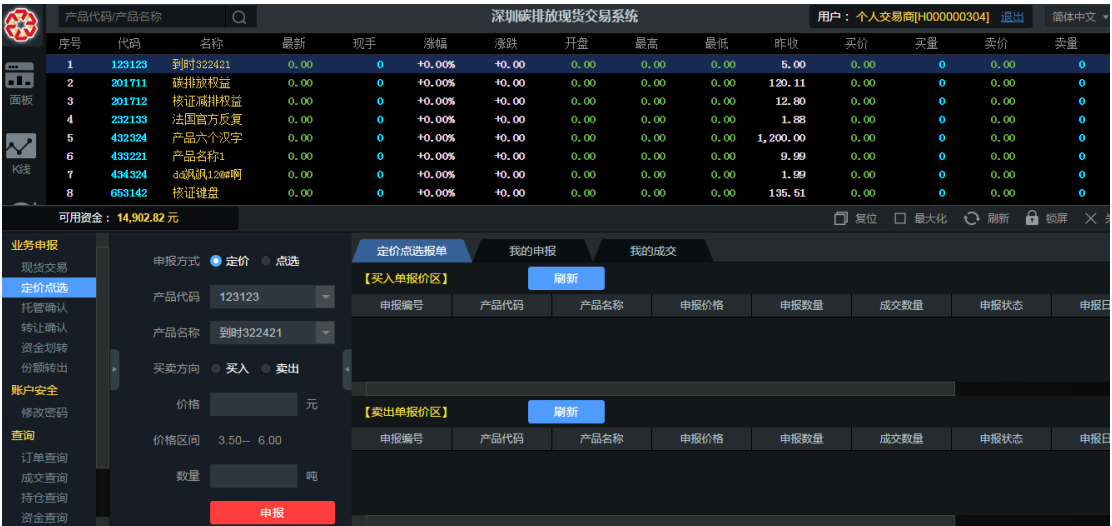 产品代码/产品名称 深圳碳排放现货交易系统 用户： 个人交易商[H000000304] 退出 简体中文
序号 代码 名称 最新 现手 涨幅 涨跌 开盘 最高 最低 昨收 买价 买量 卖价 卖量
1 123123 到时322421 0.00 0 +0.00% +0.00 0.00 0.00 0.00 5.00 0.00 0 0.00 0
2 201711 碳排放权益 0.00 0 +0.00% +0.00 0.00 0.00 0.00 120.11 0.00 0 0.00 0
3 201712 核证减排权益 0.00 0 +0.00% +0.00 0.00 0.00 0.00 12.80 0.00 0 0.00 0
4 232133 法国官方反复 0.00 0 +0.00% +0.00 0.00 0.00 0.00 1.88 0.00 0 0.00 0
5 432324 产品六个汉字 0.00 0 +0.00% +0.00 0.00 0.00 0.00 1,200.00 0.00 0 0.00 0
6 433221 产品名称1 0.00 0 +0.00% +0.00 0.00 0.00 0.00 9.99 0.00 0 0.00 0
7 434324 dd飒飒120#啊 0.00 0 +0.00% +0.00 0.00 0.00 0.00 1.99 0.00 0 0.00 0
8 653142 核证键盘 0.00 0 +0.00% +0.00 0.00 0.00 0.00 135.51 0.00 0 0.00 0
面板
K线
可用资金： 14,902.82 元 复位 最大化 刷新 锁屏
业务申报
现货交易
定价点选
托管确认
转让确认
资金划转
份额转出
账户安全
修改密码
查询
订单查询
成交查询
持仓查询
资金查询
申报方式 定价 点选
产品代码 123123
产品名称 到时322421
买卖方向 买入 卖出
价格 元
价格区间 3.50-- 6.00
数量 吨
申报
定价点选报单 我的申报 我的成交
【买入单报价区】 刷新
申报编号 产品代码 产品名称 申报价格 申报数量 成交数量 申报状态 申报日
【卖出单报价区】 刷新
申报编号 产品代码 产品名称 申报价格 申报数量 成交数量 申报状态 申报日